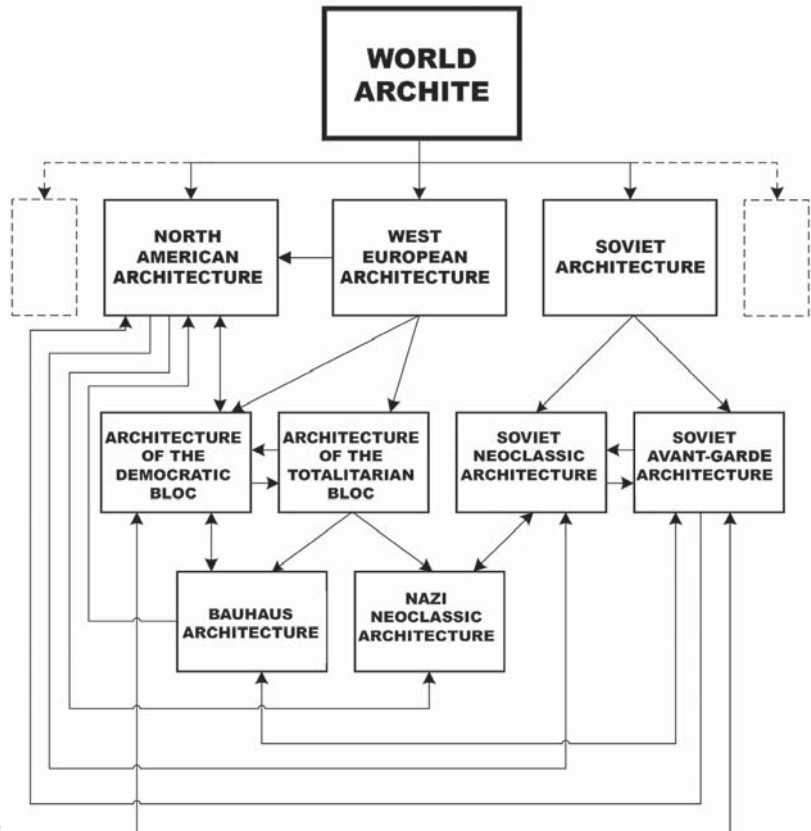 WORLD
ARCHITE
NORTH
AMERICAN
ARCHITECTURE
WEST
EUROPEAN
ARCHITECTURE
SOVIET
ARCHITECTURE
ARCHITECTURE
OF THE
DEMOCRATIC
BLOC
ARCHITECTURE
OF THE
TOTALITARIAN
BLOC
SOVIET
NEOCLASSIC
ARCHITECTURE
SOVIET
AVANT-GARDE
ARCHITECTURE
BAUHAUS
ARCHITECTURE
NAZI
NEOCLASSIC
ARCHITECTURE